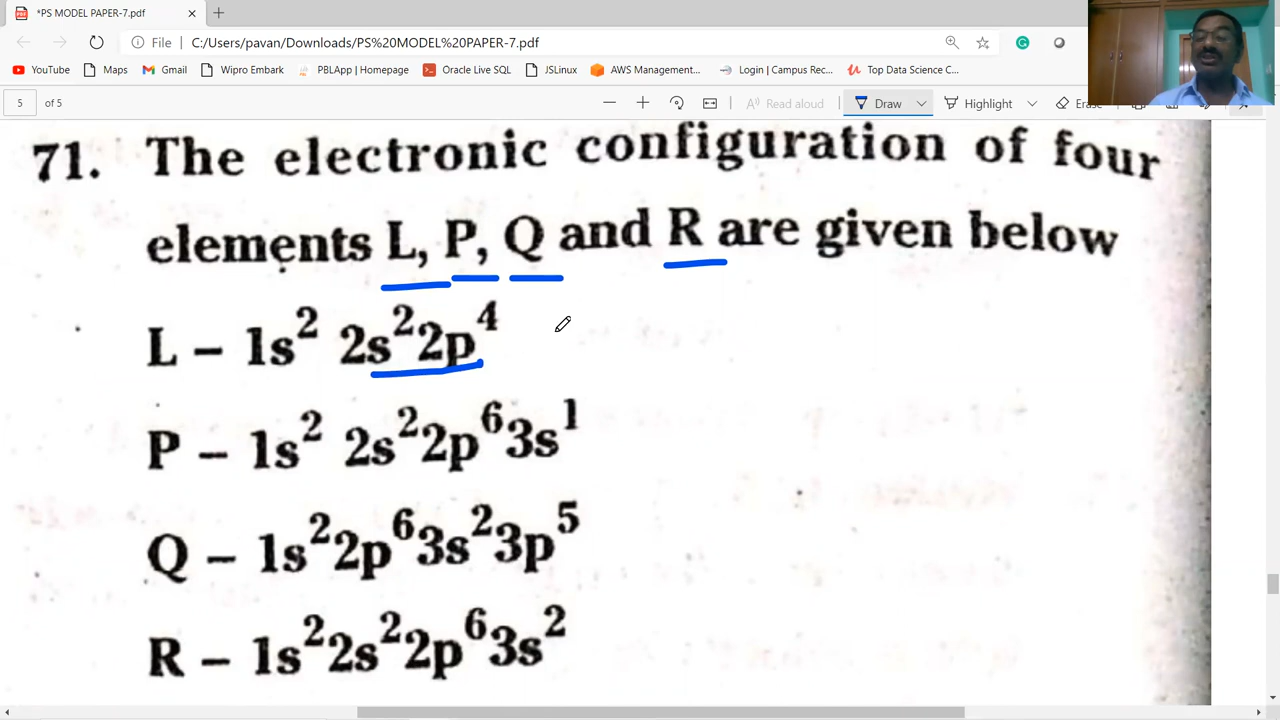 *PS MODEL PAPER-7.pdf
File C:/Users/pavan/Downloads/PS%20MODEL%20PAPER-7.pdf
YouTube Maps Gmail Wipro Embark PBLApp | Homepage Oracle Live SQL JSLinux AWS Management... Login | Campus Rec... Top Data Science C...
5 of 5 Read aloud Draw Highlight Erase
71. The electronic configuration of four
elements L, P, Q and R are given below
L – 1s² 2s²2p⁴
P – 1s² 2s²2p⁶3s¹
Q – 1s²2p⁶3s²3p⁵
R – 1s²2s²2p⁶3s²